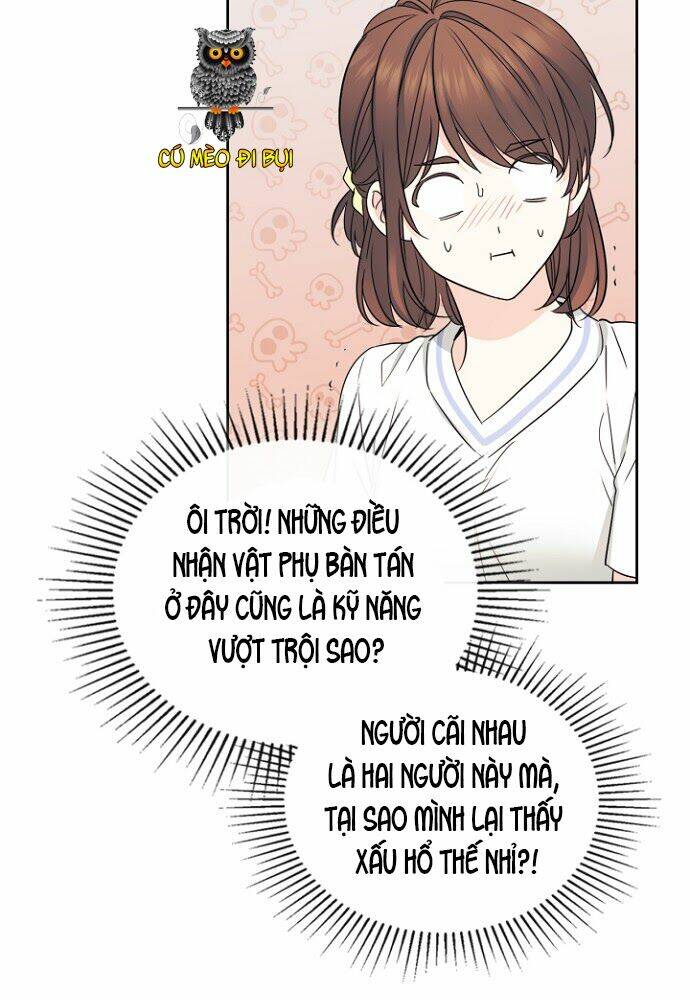 CÚ MÈO ĐI BỤI
ÔI TRỜI! NHỮNG ĐIỀU
NHÂN VẬT PHỤ BÀN TÁN
Ở ĐÂY CŨNG LÀ KỸ NĂNG
VƯỢT TRỘI SAO?
NGƯỜI CÃI NHAU
LÀ HAI NGƯỜI NÀY MÀ,
TẠI SAO MÌNH LẠI THẤY
XẤU HỔ THẾ NHỈ?!